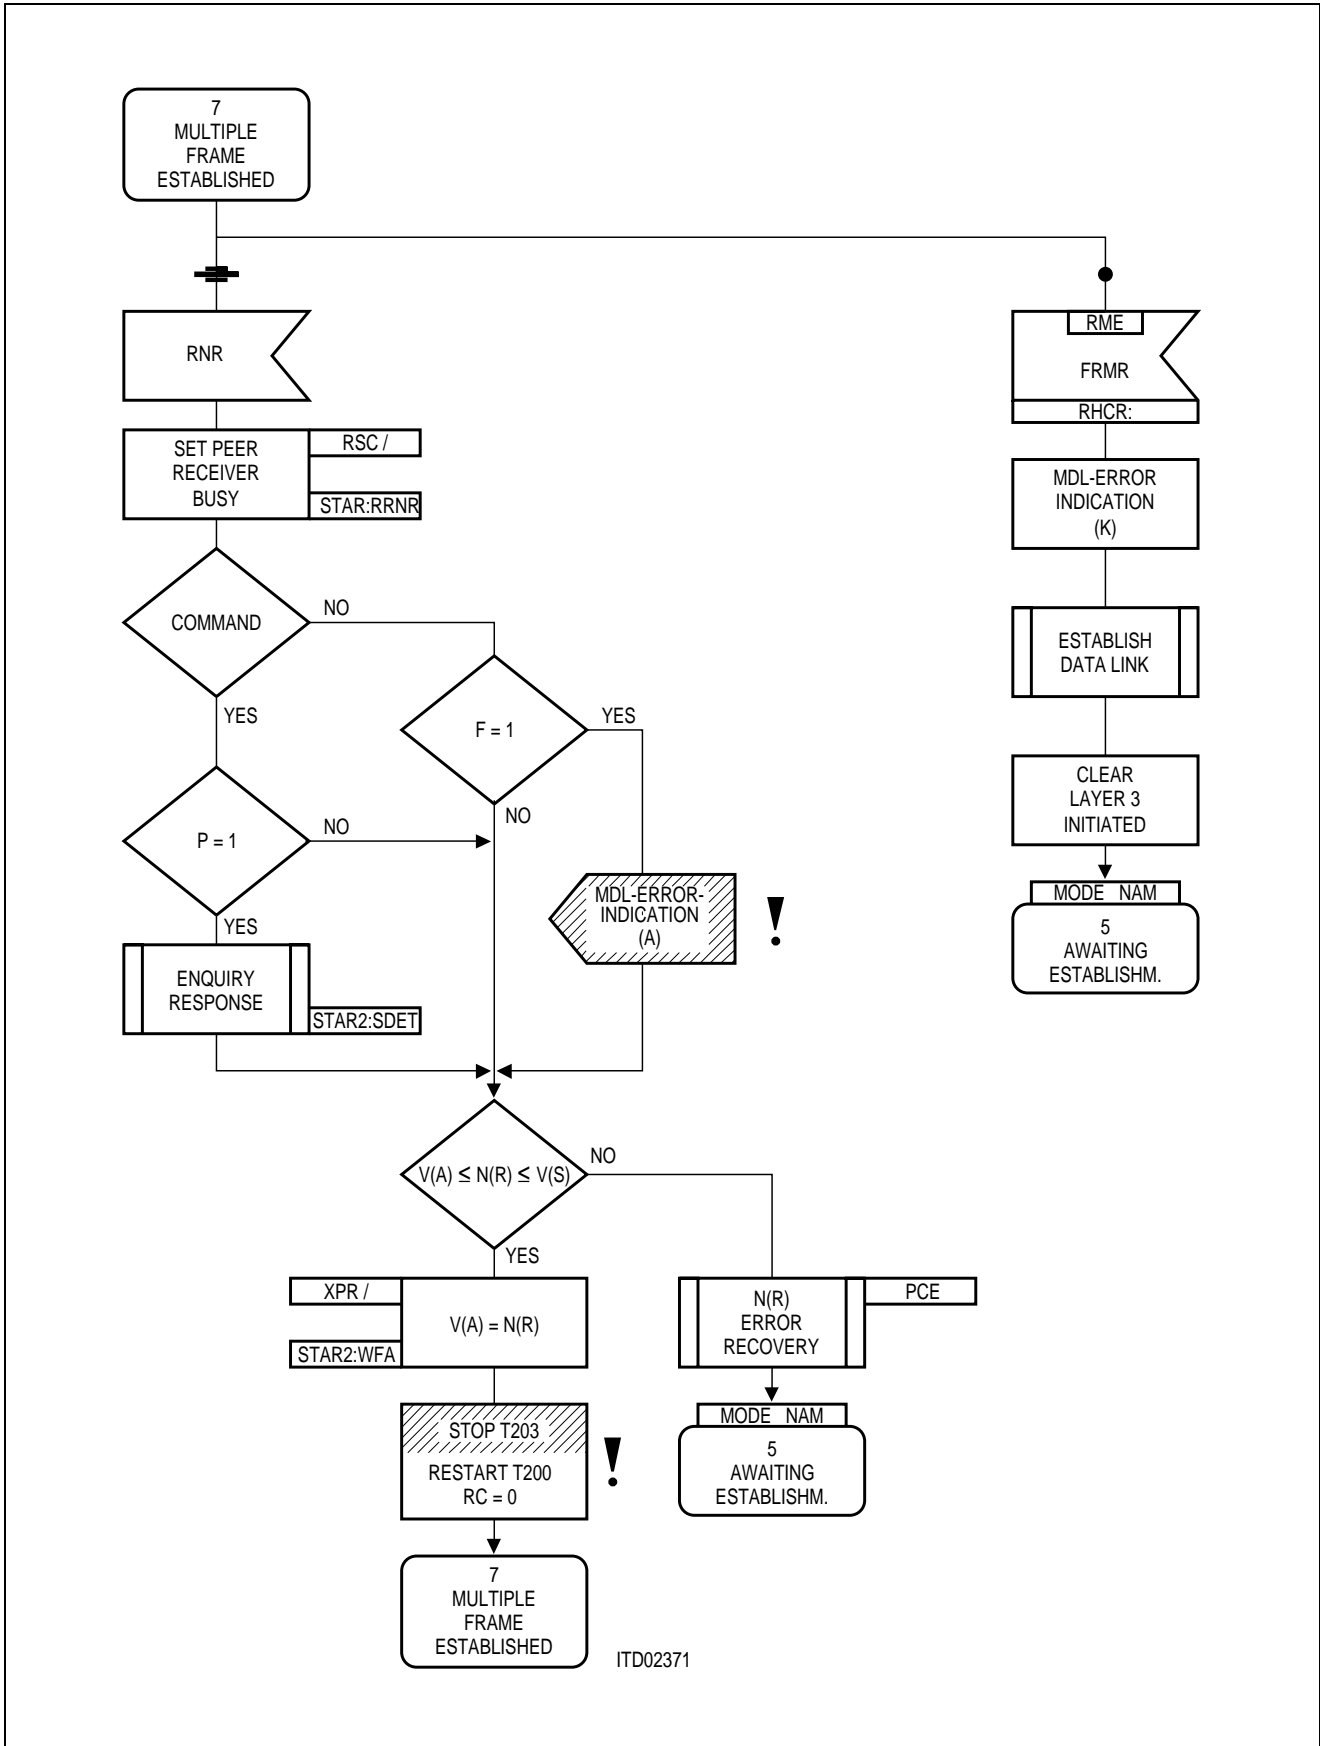 7
MULTIPLE
FRAME
ESTABLISHED
RNR
RME
FRMR
RHCR:
SET PEER
RECEIVER
BUSY
RSC /
STAR:RRNR
MDL-ERROR
INDICATION
(K)
COMMAND
NO
YES
ESTABLISH
DATA LINK
F = 1
YES
NO
P = 1
NO
YES
CLEAR
LAYER 3
INITIATED
MDL-ERROR-
INDICATION
(A)
!
MODE NAM
5
AWAITING
ESTABLISHM.
ENQUIRY
RESPONSE
STAR2:SDET
V(A) ≤ N(R) ≤ V(S)
NO
YES
XPR /
STAR2:WFA
V(A) = N(R)
N(R)
ERROR
RECOVERY
PCE
STOP T203
RESTART T200
RC = 0
!
MODE NAM
5
AWAITING
ESTABLISHM.
7
MULTIPLE
FRAME
ESTABLISHED
ITD02371